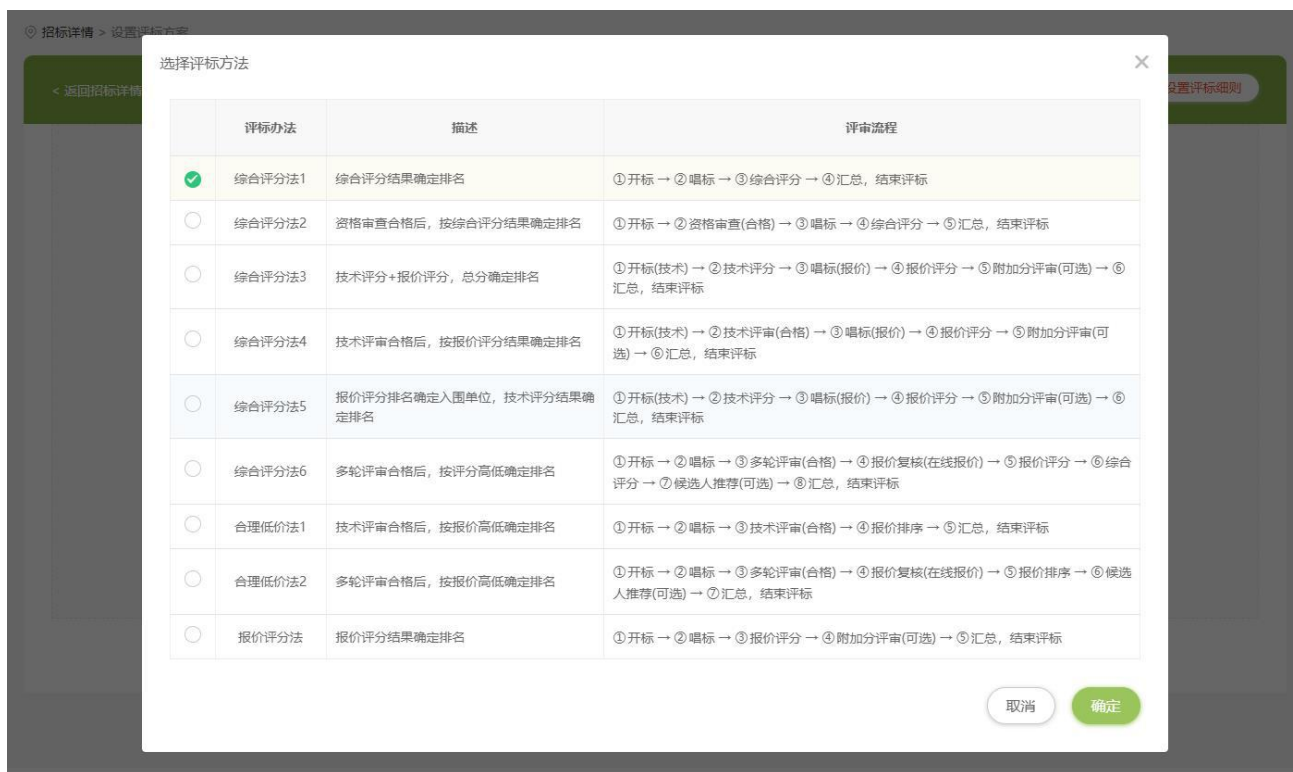 招标详情 > 设置评标方案
选择评标方法
< 返回招标详情
设置评标细则
评标办法 描述 评审流程
综合评分法1 综合评分结果确定排名 ①开标 → ②唱标 → ③综合评分 → ④汇总，结束评标
综合评分法2 资格审查合格后，按综合评分结果确定排名 ①开标 → ②资格审查(合格) → ③唱标 → ④综合评分 → ⑤汇总，结束评标
综合评分法3 技术评分+报价评分，总分确定排名 ①开标(技术) → ②技术评分 → ③唱标(报价) → ④报价评分 → ⑤附加分评审(可选) → ⑥
汇总，结束评标
综合评分法4 技术评审合格后，按报价评分结果确定排名 ①开标(技术) → ②技术评审(合格) → ③唱标(报价) → ④报价评分 → ⑤附加分评审(可
选) → ⑥汇总，结束评标
综合评分法5 报价评分排名确定入围单位，技术评分结果确 ①开标(技术) → ②技术评分 → ③唱标(报价) → ④报价评分 → ⑤附加分评审(可选) → ⑥
定排名 汇总，结束评标
综合评分法6 多轮评审合格后，按评分高低确定排名 ①开标 → ②唱标 → ③多轮评审(合格) → ④报价复核(在线报价) → ⑤报价评分 → ⑥综合
评分 → ⑦候选人推荐(可选) → ⑧汇总，结束评标
合理低价法1 技术评审合格后，按报价高低确定排名 ①开标 → ②唱标 → ③技术评审(合格) → ④报价排序 → ⑤汇总，结束评标
合理低价法2 多轮评审合格后，按报价高低确定排名 ①开标 → ②唱标 → ③多轮评审(合格) → ④报价复核(在线报价) → ⑤报价排序 → ⑥候选
人推荐(可选) → ⑦汇总，结束评标
报价评分法 报价评分结果确定排名 ①开标 → ②唱标 → ③报价评分 → ④附加分评审(可选) → ⑤汇总，结束评标
取消 确定